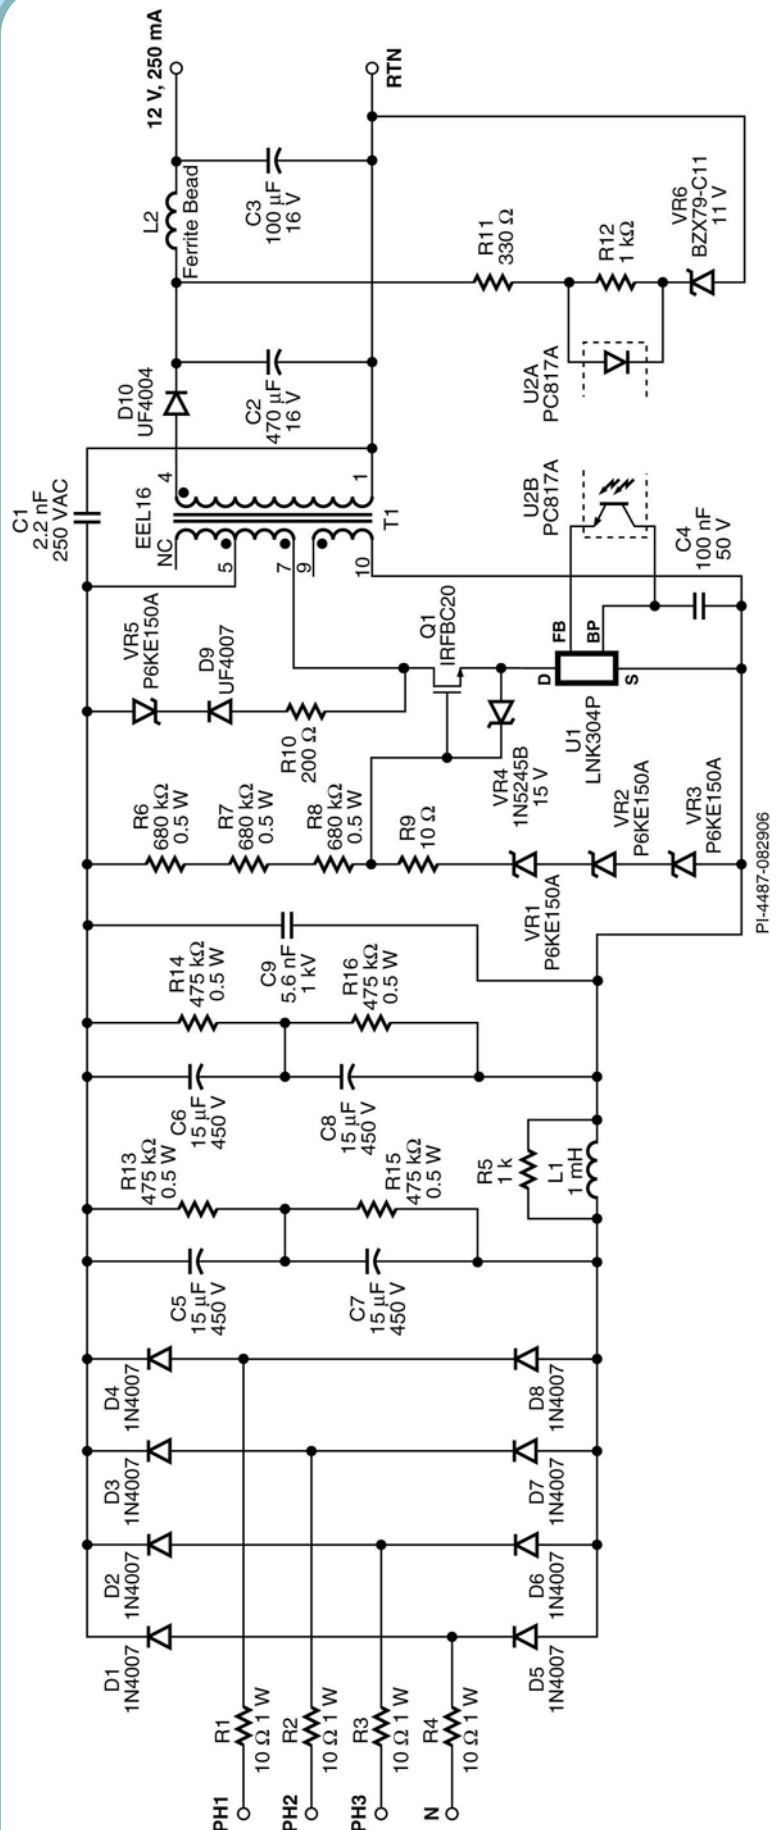 PH1
PH2
PH3
N
R1
10 Ω 1 W
R2
10 Ω 1 W
R3
10 Ω 1 W
R4
10 Ω 1 W
D1
1N4007
D2
1N4007
D3
1N4007
D4
1N4007
D5
1N4007
D6
1N4007
D7
1N4007
D8
1N4007
C5
15 µF
450 V
R13
475 kΩ
0.5 W
C7
15 µF
450 V
R15
475 kΩ
0.5 W
R5
1 k
L1
1 mH
C6
15 µF
450 V
R14
475 kΩ
0.5 W
C8
15 µF
450 V
R16
475 kΩ
0.5 W
C9
5.6 nF
1 kV
R6
680 kΩ
0.5 W
R7
680 kΩ
0.5 W
R8
680 kΩ
0.5 W
R9
10 Ω
VR1
P6KE150A
VR2
P6KE150A
VR3
P6KE150A
VR5
P6KE150A
D9
UF4007
R10
200 Ω
VR4
1N5245B
15 V
Q1
IRFBC20
U1
LNK304P
D
S
FB
BP
C1
2.2 nF
250 VAC
EEL16
NC
5
7
9
10
4
1
T1
U2B
PC817A
C4
100 nF
50 V
D10
UF4004
C2
470 µF
16 V
U2A
PC817A
L2
Ferrite Bead
C3
100 µF
16 V
R11
330 Ω
R12
1 kΩ
VR6
BZX79-C11
11 V
12 V, 250 mA
RTN
PI-4487-082906